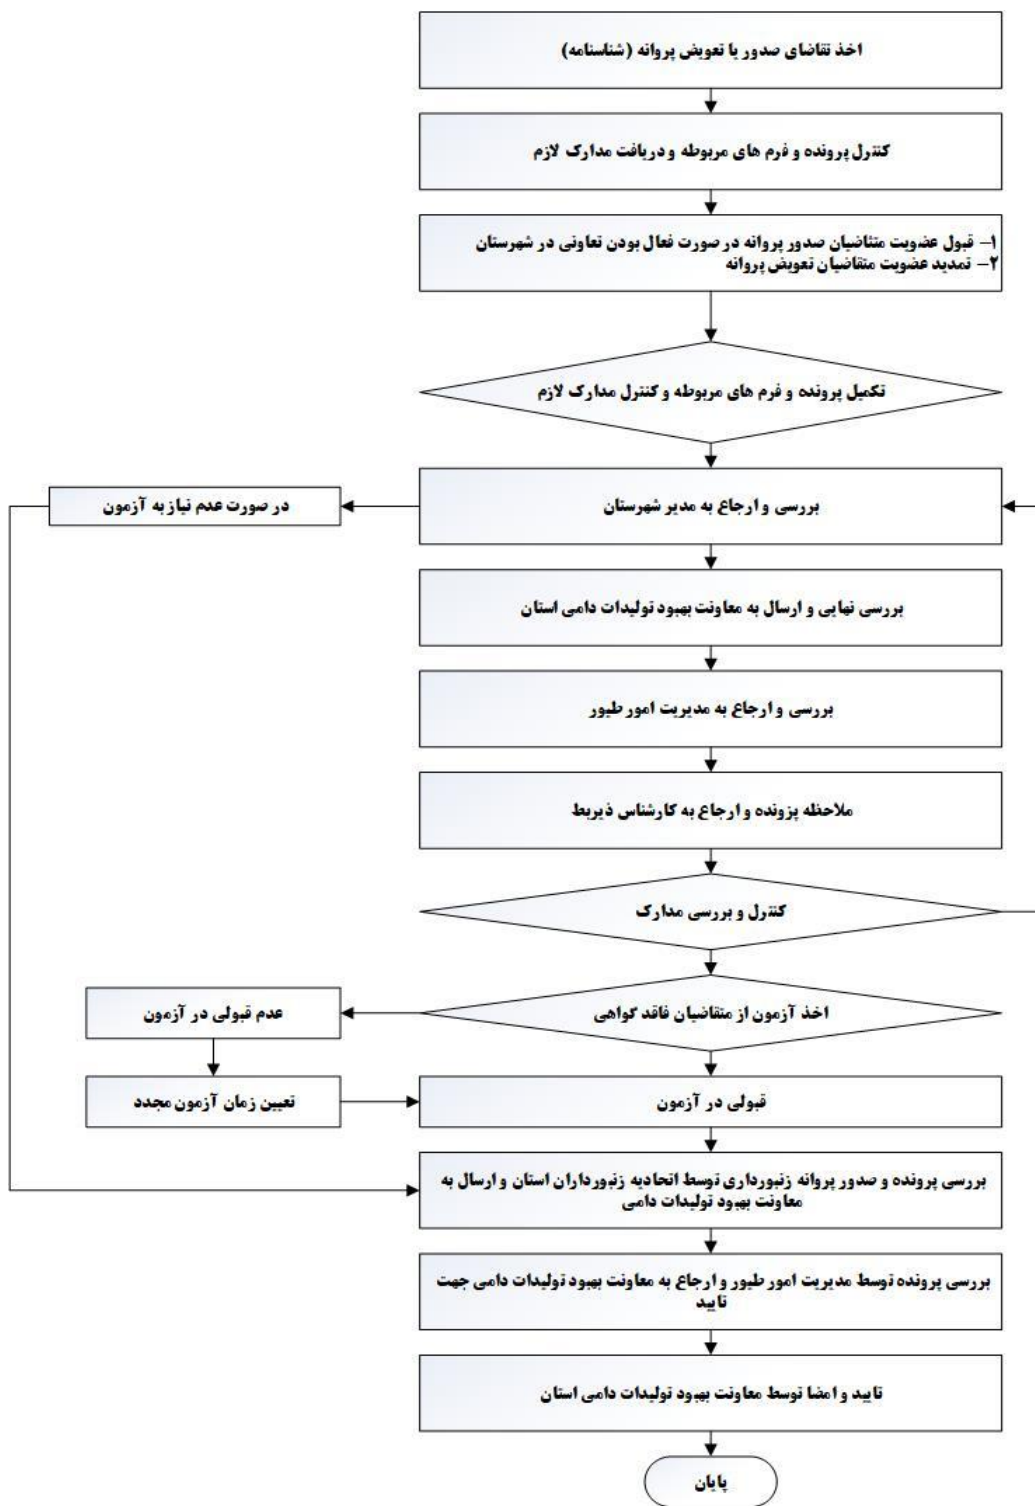 اخذ تقاضای صدور یا تعویض پروانه (شناسنامه)
کنترل پرونده و فرم های مربوطه و دریافت مدارک لازم
۱- قبول عضویت متثاضیان صدور پروانه در صورت فعال بودن تعاونی در شهرستان
۲- تمدید عضویت متقاضیان تعویض پروانه
تکمیل پرونده و فرم های مربوطه و کنترل مدارک لازم
بررسی و ارجاع به مدیر شهرستان
در صورت عدم نیاز به آزمون
بررسی نهایی و ارسال به معاونت بهبود تولیدات دامی استان
بررسی و ارجاع به مدیریت امور طیور
ملاحظه پزونده و ارجاع به کارشناس ذیربط
کنترل و بررسی مدارک
اخذ آزمون از متقاضیان فاقد گواهی
عدم قبولی در آزمون
تعیین زمان آزمون مجدد
قبولی در آزمون
بررسی پرونده و صدور پروانه زنبورداری توسط اتحادیه زنبورداران استان و ارسال به
معاونت بهبود تولیدات دامی
بررسی پرونده توسط مدیریت امور طیور و ارجاع به معاونت بهبود تولیدات دامی جهت
تایید
تایید و امضا توسط معاونت بهبود تولیدات دامی استان
پایان